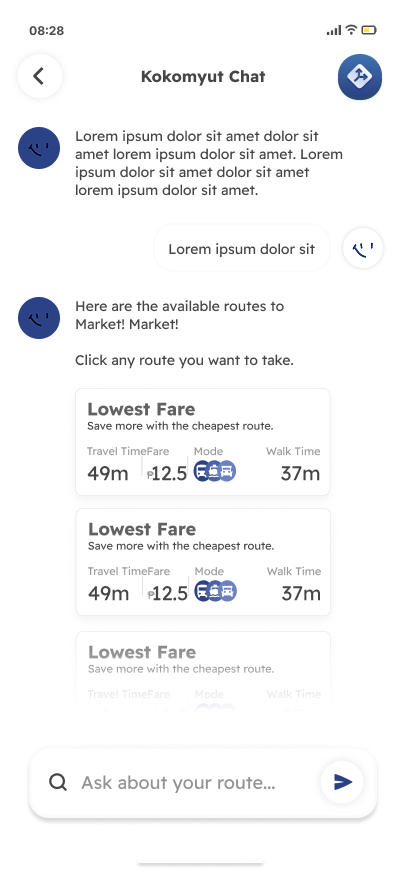 08:28
Kokomyut Chat
Lorem ipsum dolor sit amet dolor sit
amet lorem ipsum dolor sit amet. Lorem
ipsum dolor sit amet dolor sit amet
lorem ipsum dolor sit amet.
Lorem ipsum dolor sit
Here are the available routes to
Market! Market!
Click any route you want to take.
Lowest Fare
Save more with the cheapest route.
Travel Time Fare Mode Walk Time
49m ₱12.5 37m
Lowest Fare
Save more with the cheapest route.
Travel Time Fare Mode Walk Time
49m ₱12.5 37m
Lowest Fare
Save more with the cheapest route.
Travel Time Fare Mode Walk Time
Ask about your route...